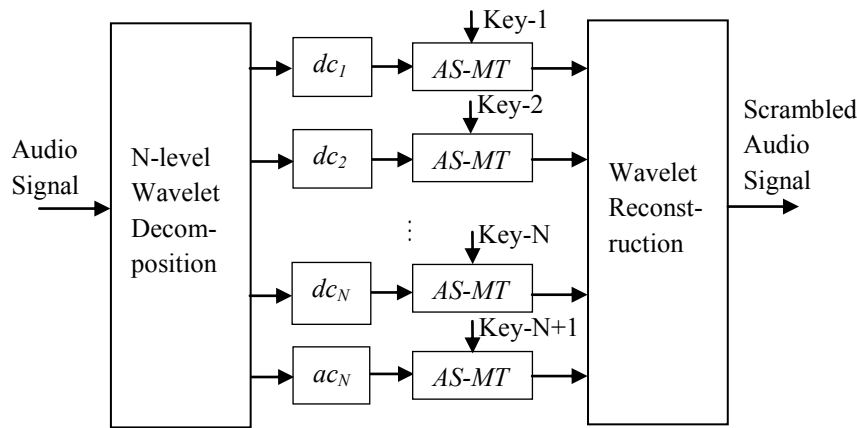 Audio
Signal
N-level
Wavelet
Decom-
position
Key-1
dc1
AS-MT
Key-2
dc2
AS-MT
⋮
Key-N
dcN
AS-MT
Key-N+1
acN
AS-MT
Wavelet
Reconst-
ruction
Scrambled
Audio
Signal